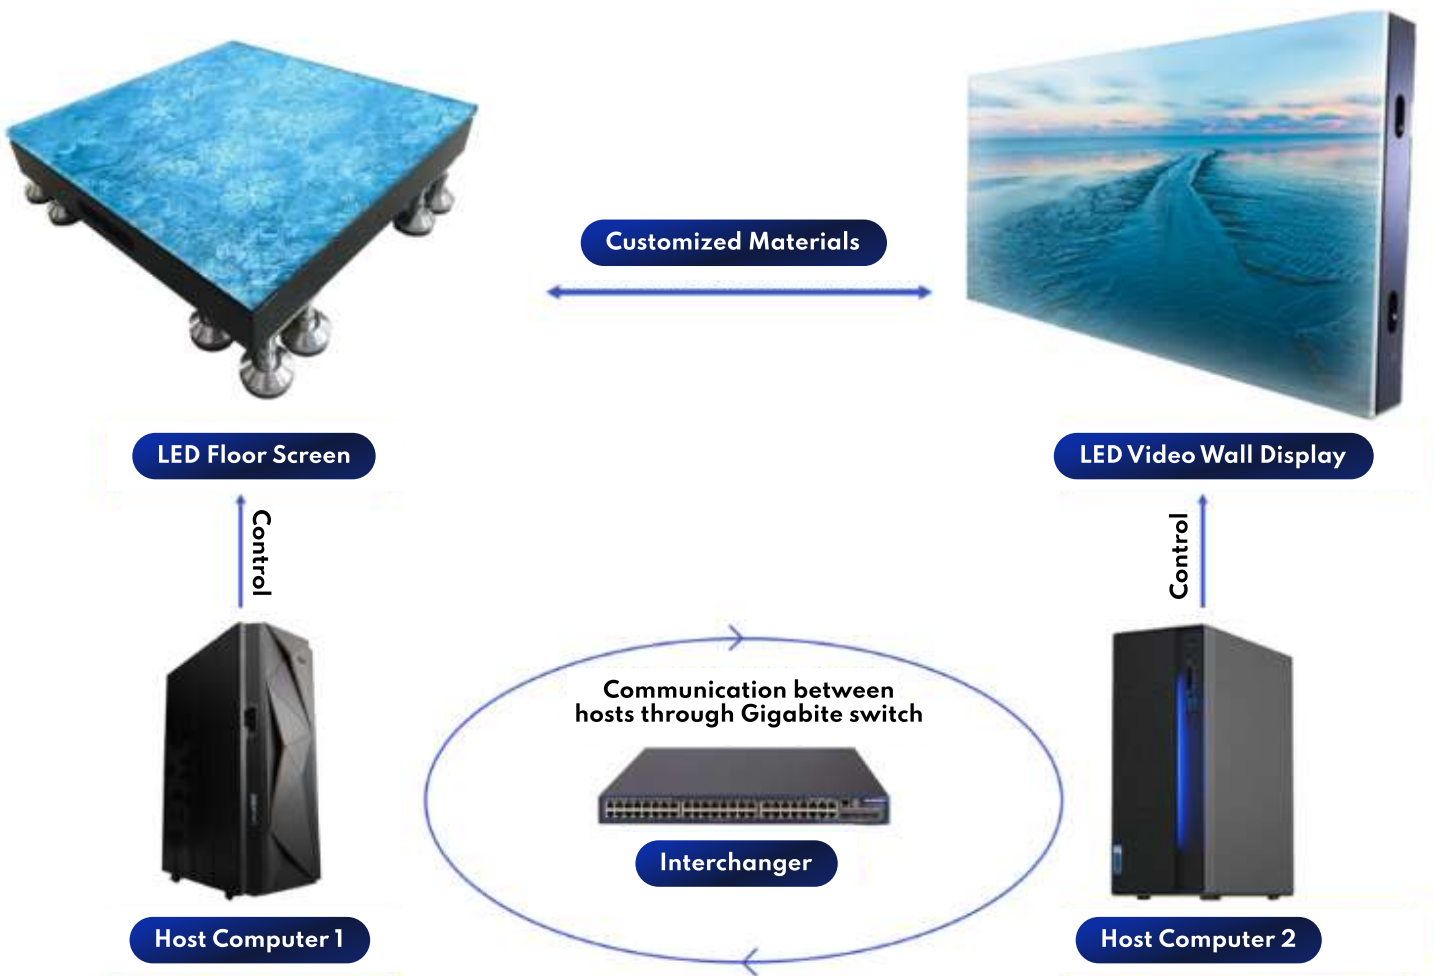 Customized Materials
LED Floor Screen
LED Video Wall Display
Control
Control
Communication between
hosts through Gigabite switch
Interchanger
Host Computer 1
Host Computer 2